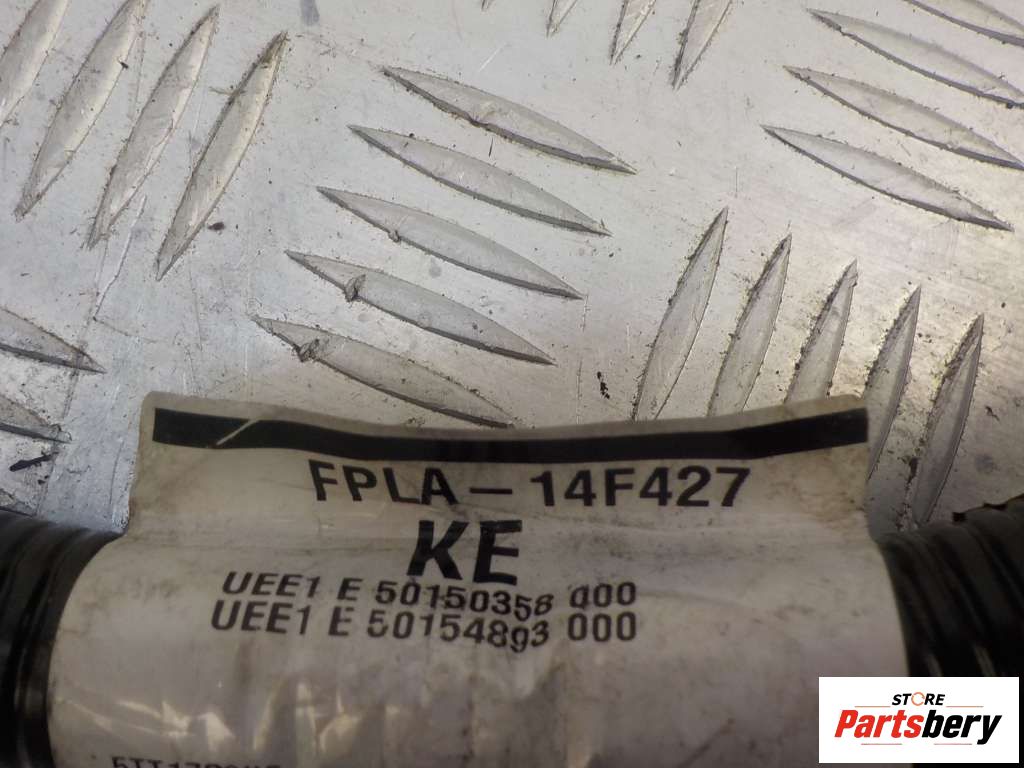 FPLA-14F427
KE
UEE1 E 50150358 000
UEE1 E 50154893 000
STORE
Partsbery